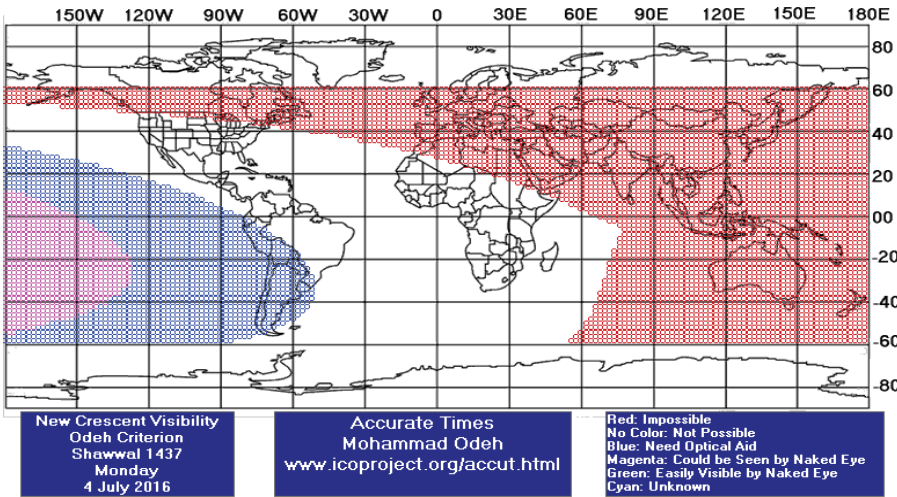 150W 120W 90W 60W 30W 0 30E 60E 90E 120E 150E 180E
80
60
40
20
00
-20
-40
-60
-80
New Crescent Visibility
Odeh Criterion
Shawwal 1437
Monday
4 July 2016
Accurate Times
Mohammad Odeh
www.icoproject.org/accut.html
Red: Impossible
No Color: Not Possible
Blue: Need Optical Aid
Magenta: Could be Seen by Naked Eye
Green: Easily Visible by Naked Eye
Cyan: Unknown